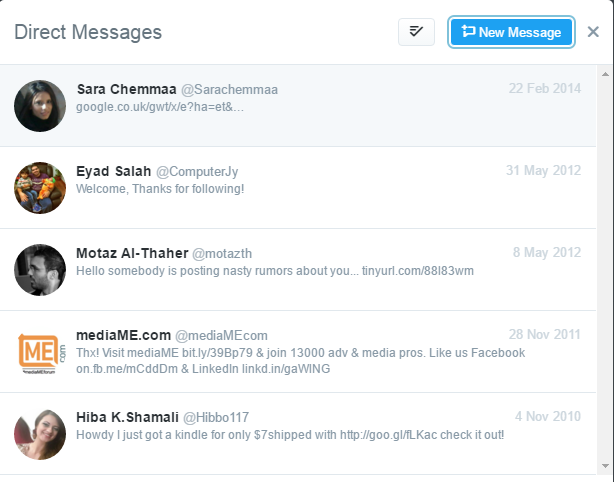 Direct Messages
New Message
Sara Chemmaa @Sarachemmaa 22 Feb 2014
google.co.uk/gwt/x/e?ha=et&...
Eyad Salah @ComputerJy 31 May 2012
Welcome, Thanks for following!
Motaz Al-Thaher @motazth 8 May 2012
Hello somebody is posting nasty rumors about you... tinyurl.com/88l83wm
mediaME.com @mediaMEcom 28 Nov 2011
Thx! Visit mediaME bit.ly/39Bp79 & join 13000 adv & media pros. Like us Facebook
on.fb.me/mCddDm & LinkedIn linkd.in/gaWlNG
ME
.com
mediaMEforum
Hiba K.Shamali @Hibbo117 4 Nov 2010
Howdy I just got a kindle for only $7shipped with http://goo.gl/fLKac check it out!